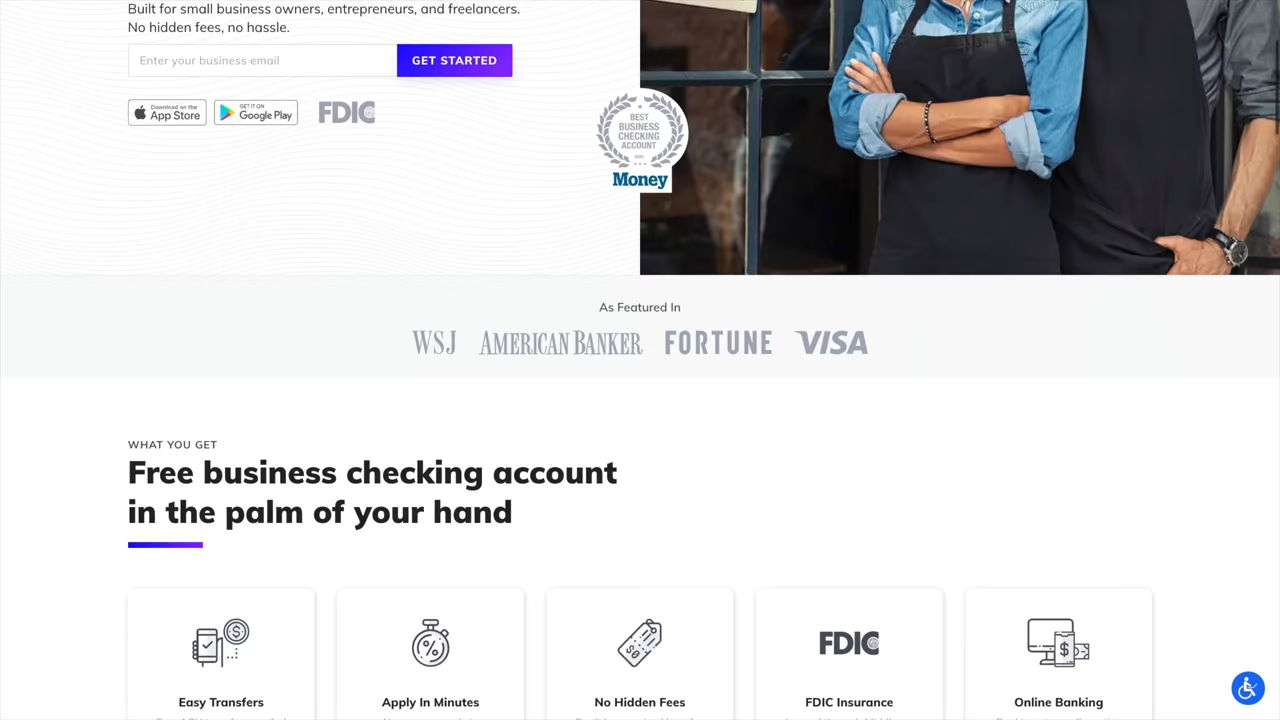 Built for small business owners, entrepreneurs, and freelancers.
No hidden fees, no hassle.
Enter your business email
GET STARTED
Download on the
App Store
GET IT ON
Google Play
FDIC
BEST
BUSINESS
CHECKING
ACCOUNT
Money
As Featured In
WSJ
AMERICAN BANKER
FORTUNE
VISA
WHAT YOU GET
Free business checking account
in the palm of your hand
FDIC
Easy Transfers
Apply In Minutes
No Hidden Fees
FDIC Insurance
Online Banking